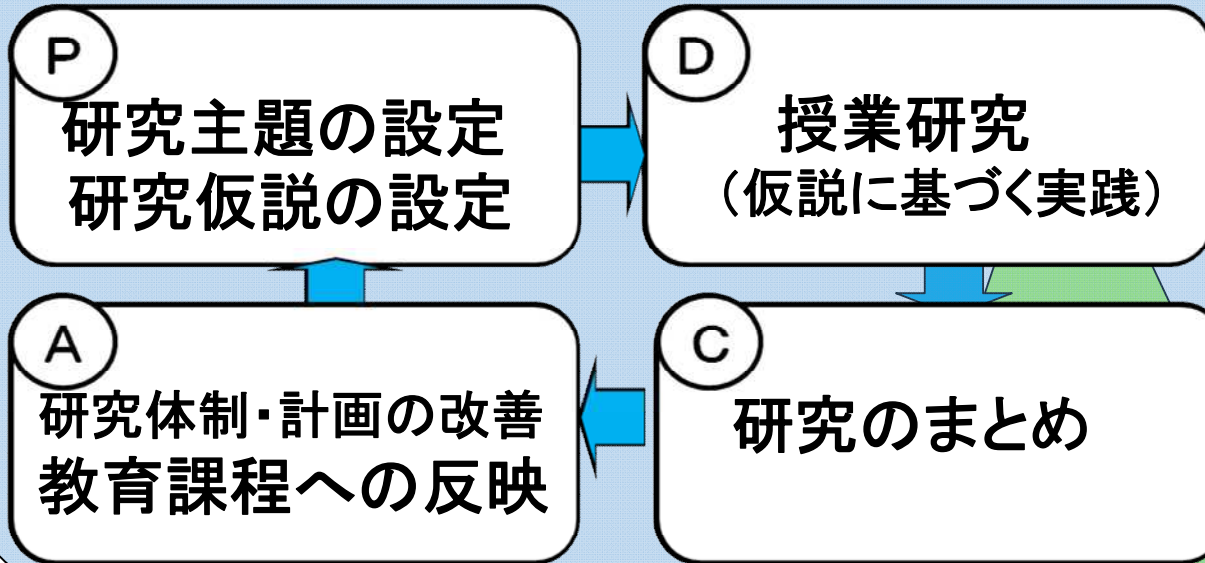 P
研究主題の設定
研究仮説の設定
D
授業研究
(仮説に基づく実践)
A
研究体制・計画の改善
教育課程への反映
C
研究のまとめ